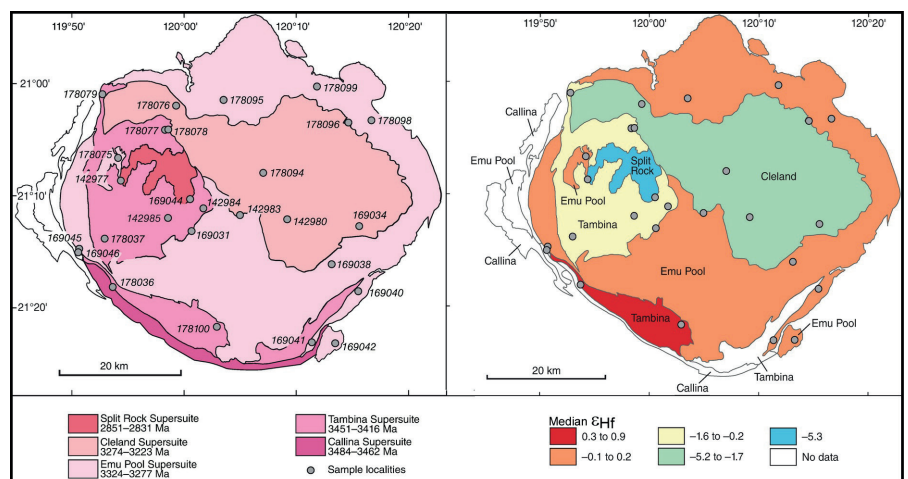 119°50' 120°00' 120°10' 120°20'
21°00'
21°10'
21°20'
178079
178076
178095
178099
178077 178078
178096
178098
178075
142977
178094
169044
142984
142985
142983
142980
169034
169031
169045
178037
169046
169038
178036
169040
178100
169041
169042
20 km
119°50' 120°00' 120°10' 120°20'
Callina
Emu Pool
Split
Rock
Cleland
Emu Pool
Tambina
Callina
Emu Pool
Tambina
Emu Pool
Tambina
Callina
20 km
Split Rock Supersuite
2851–2831 Ma
Cleland Supersuite
3274–3223 Ma
Emu Pool Supersuite
3324–3277 Ma
Tambina Supersuite
3451–3416 Ma
Callina Supersuite
3484–3462 Ma
Sample localities
Median εHf
0.3 to 0.9
–0.1 to 0.2
–1.6 to –0.2
–5.2 to –1.7
–5.3
No data